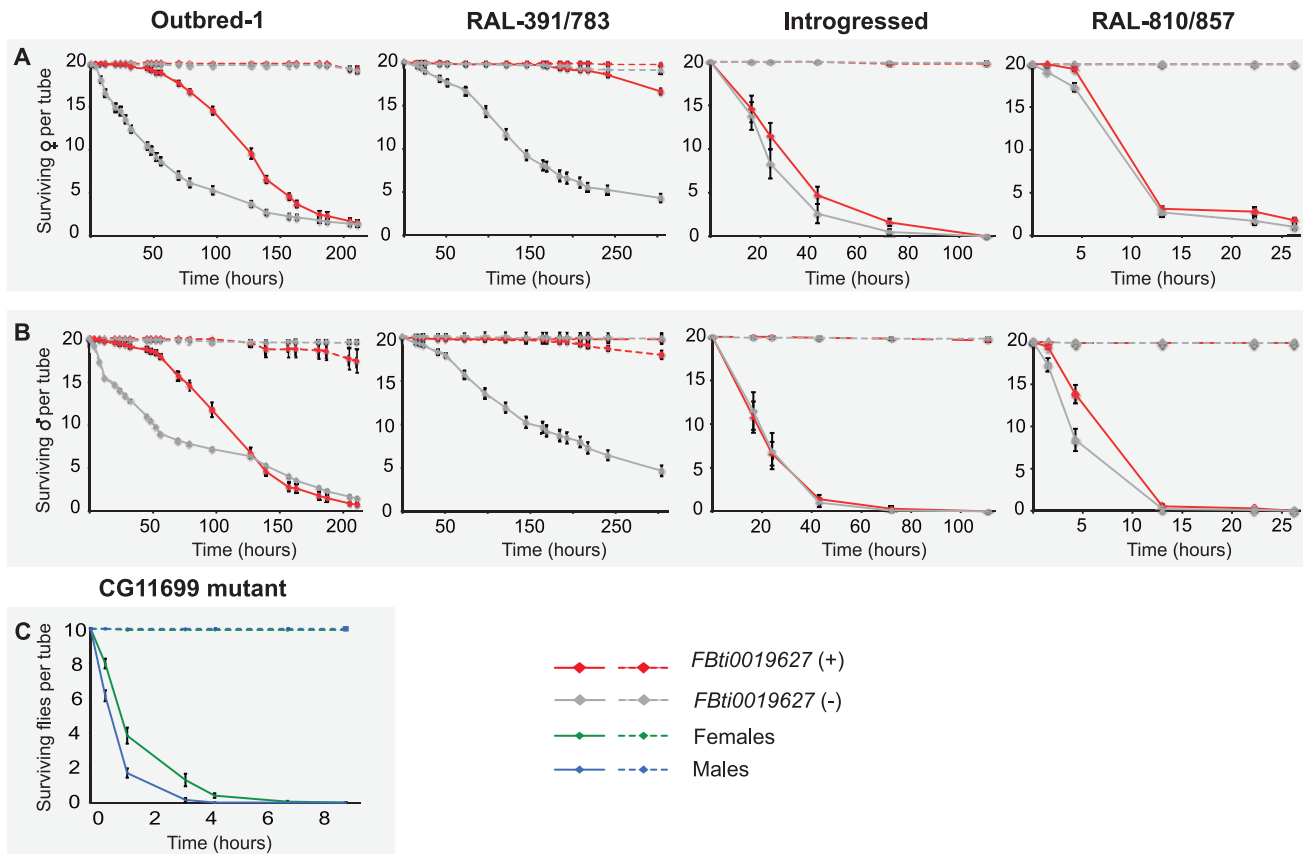 Outbred-1 RAL-391/783 Introgressed RAL-810/857
A
Surviving ♀ per tube
20 15 10 5 0
50 100 150 200
Time (hours)
20 15 10 5 0
50 150 250
Time (hours)
20 15 10 5 0
20 40 60 80 100
Time (hours)
20 15 10 5 0
5 10 15 20 25
Time (hours)
B
Surviving ♂ per tube
20 15 10 5 0
50 100 150 200
Time (hours)
20 15 10 5 0
50 100 150 200 250
Time (hours)
20 15 10 5 0
20 40 60 80 100
Time (hours)
20 15 10 5 0
5 10 15 20 25
Time (hours)
CG11699 mutant
C
Surviving flies per tube
10 8 6 4 2 0
0 2 4 6 8
Time (hours)
FBti0019627 (+)
FBti0019627 (-)
Females
Males